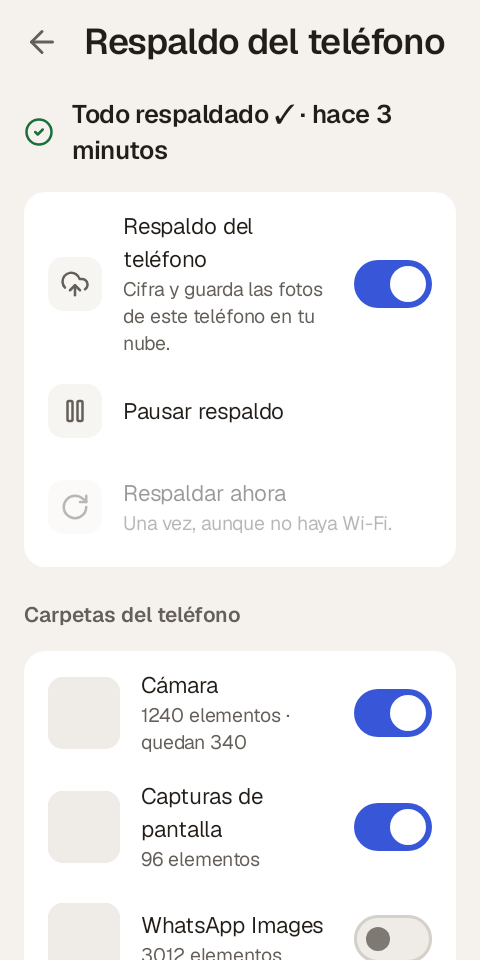 Respaldo del teléfono
Todo respaldado ✓ · hace 3
minutos
Respaldo del
teléfono
Cifra y guarda las fotos
de este teléfono en tu
nube.
Pausar respaldo
Respaldar ahora
Una vez, aunque no haya Wi-Fi.
Carpetas del teléfono
Cámara
1240 elementos ·
quedan 340
Capturas de
pantalla
96 elementos
WhatsApp Images
3012 elementos